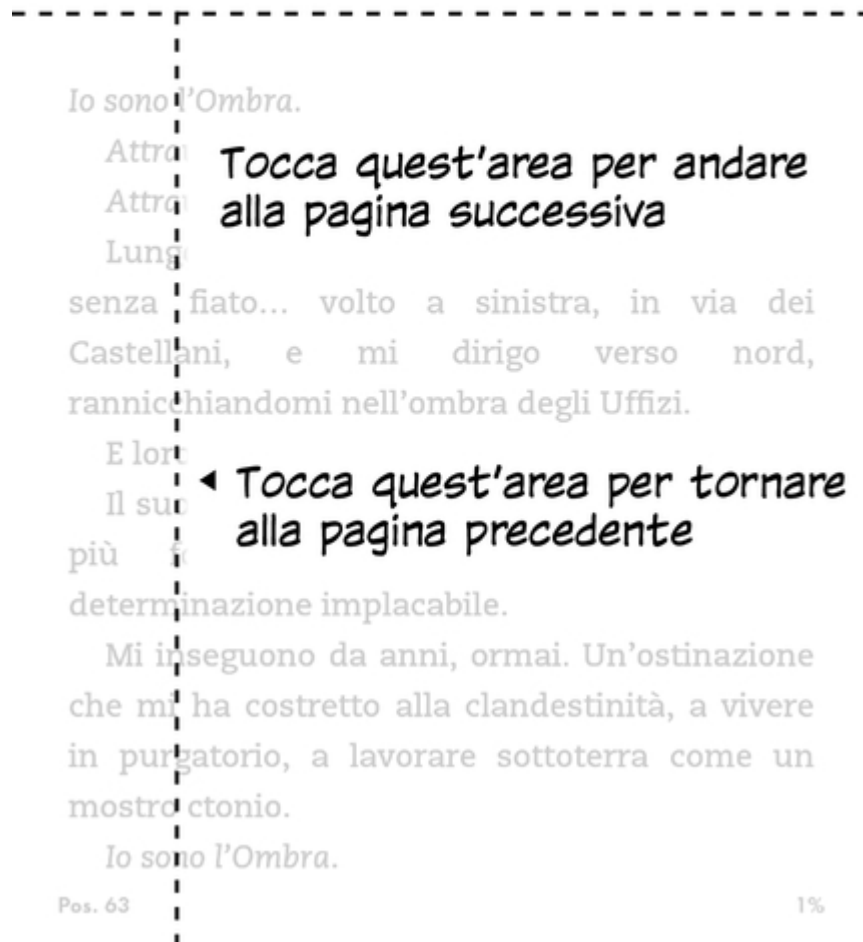 Io sono l'Ombra.
Tocca quest'area per andare
alla pagina successiva
senza fiato... volto a sinistra, in via dei
Castellani, e mi dirigo verso nord,
rannicchiandomi nell'ombra degli Uffizi.
Tocca quest'area per tornare
alla pagina precedente
Il
più
determinazione implacabile.
Mi inseguono da anni, ormai. Un'ostinazione
che mi ha costretto alla clandestinità, a vivere
in purgatorio, a lavorare sottoterra come un
mostro ctonio.
Io sono l'Ombra.
Pos. 63 1%